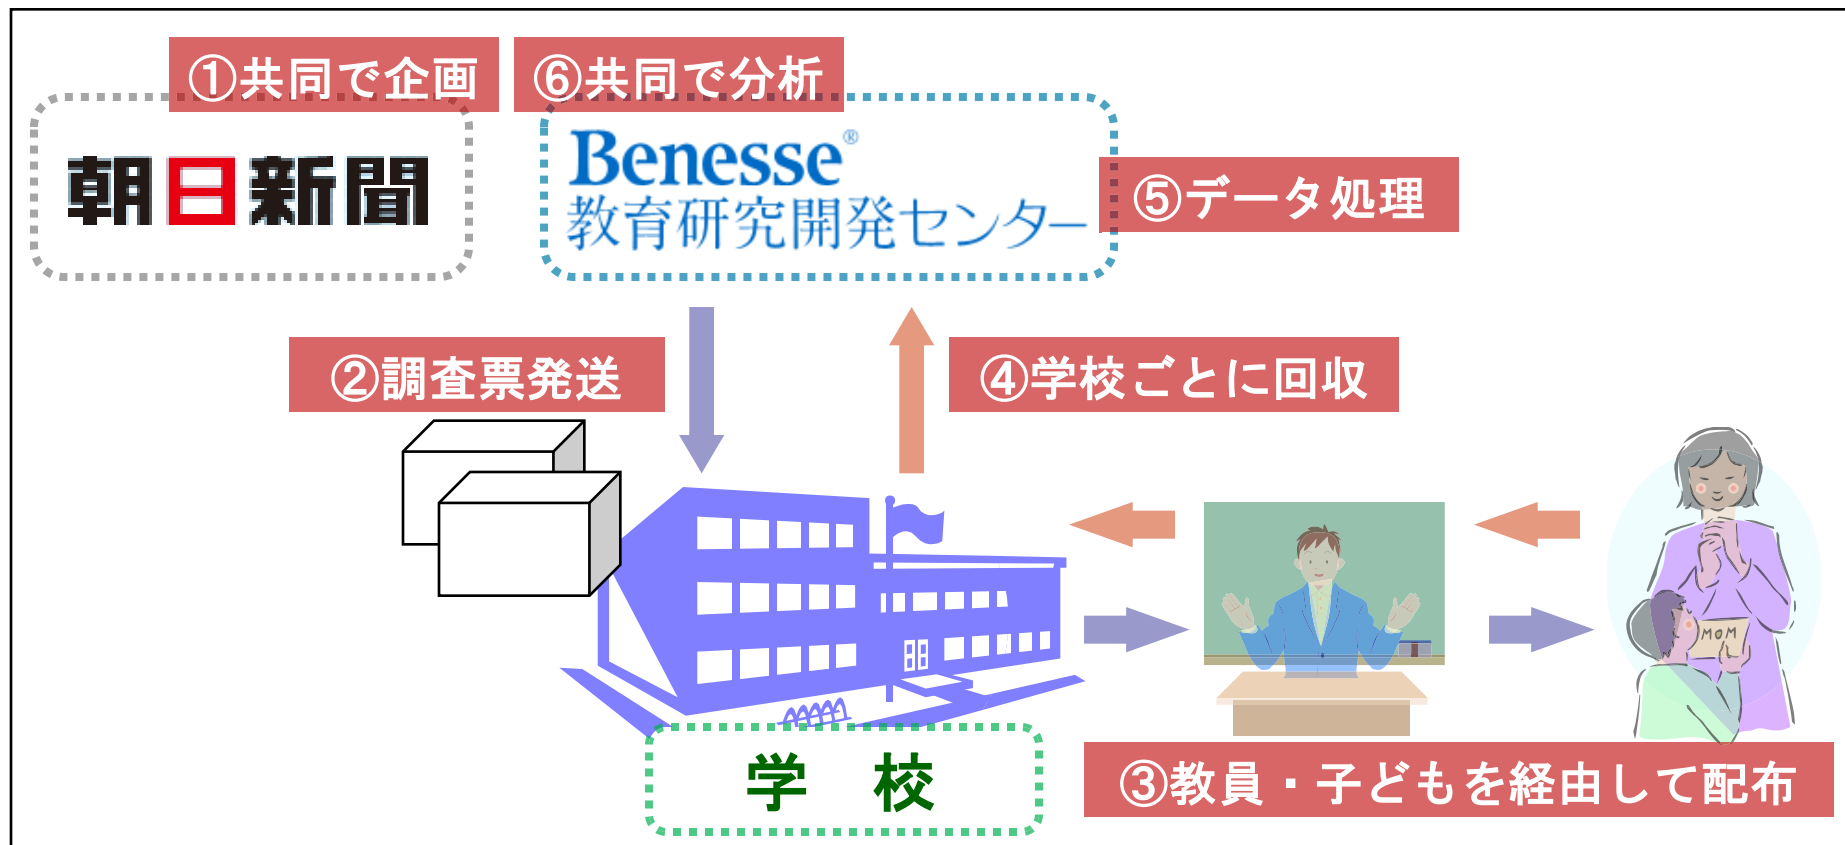 ①共同で企画
⑥共同で分析
朝日新聞
Benesse®
教育研究開発センター
⑤データ処理
②調査票発送
④学校ごとに回収
MOM
学　校
③教員・子どもを経由して配布